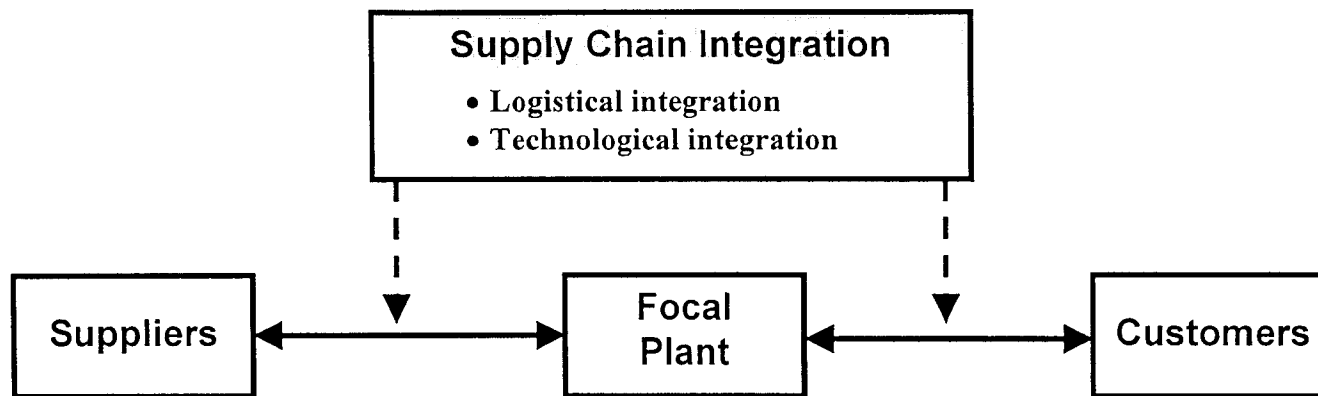 Supply Chain Integration
• Logistical integration
• Technological integration
Suppliers
Focal
Plant
Customers